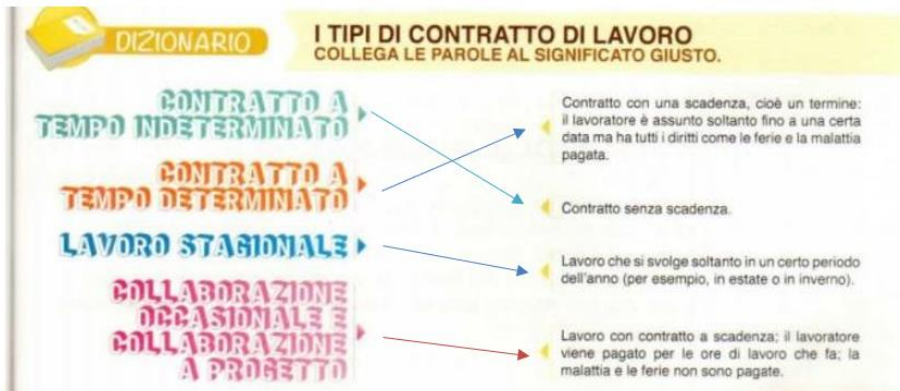 DIZIONARIO
I TIPI DI CONTRATTO DI LAVORO
COLLEGA LE PAROLE AL SIGNIFICATO GIUSTO.
CONTRATTO A
TEMPO INDETERMINATO
CONTRATTO A
TEMPO DETERMINATO
LAVORO STAGIONALE
COLLABORAZIONE
OCCASIONALE E
COLLABORAZIONE
A PROGETTO
Contratto con una scadenza, cioè un termine:
il lavoratore è assunto soltanto fino a una certa
data ma ha tutti i diritti come le ferie e la malattia
pagata.
Contratto senza scadenza.
Lavoro che si svolge soltanto in un certo periodo
dell'anno (per esempio, in estate o in inverno).
Lavoro con contratto a scadenza; il lavoratore
viene pagato per le ore di lavoro che fa; la
malattia e le ferie non sono pagate.